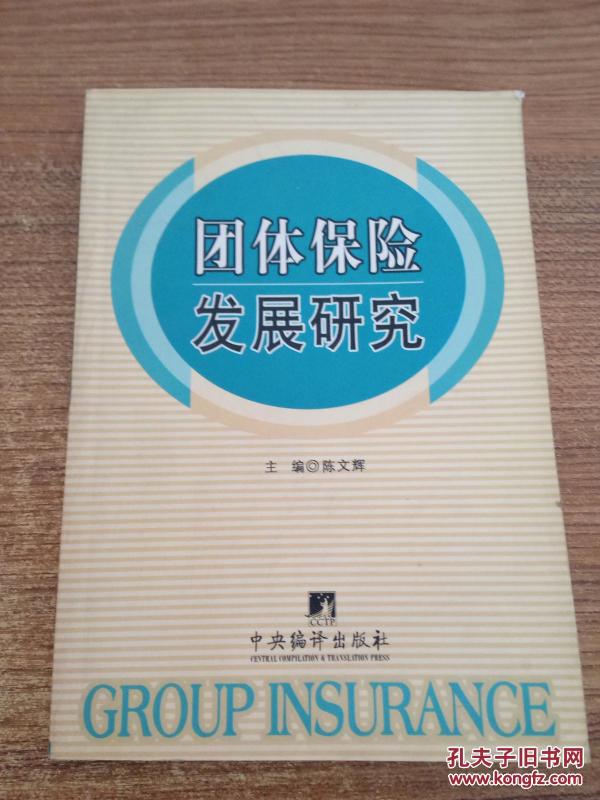 团体保险
发展研究
主 编◎陈文辉
CCTP
中央编译出版社
CENTRAL COMPILATION & TRANSLATION PRESS
GROUP INSURANCE
孔夫子旧书网
www.kongfz.com